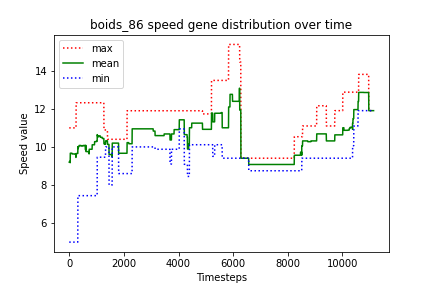 boids_86 speed gene distribution over time
max
mean
min
Speed value
14
12
10
8
6
0 2000 4000 6000 8000 10000
Timesteps